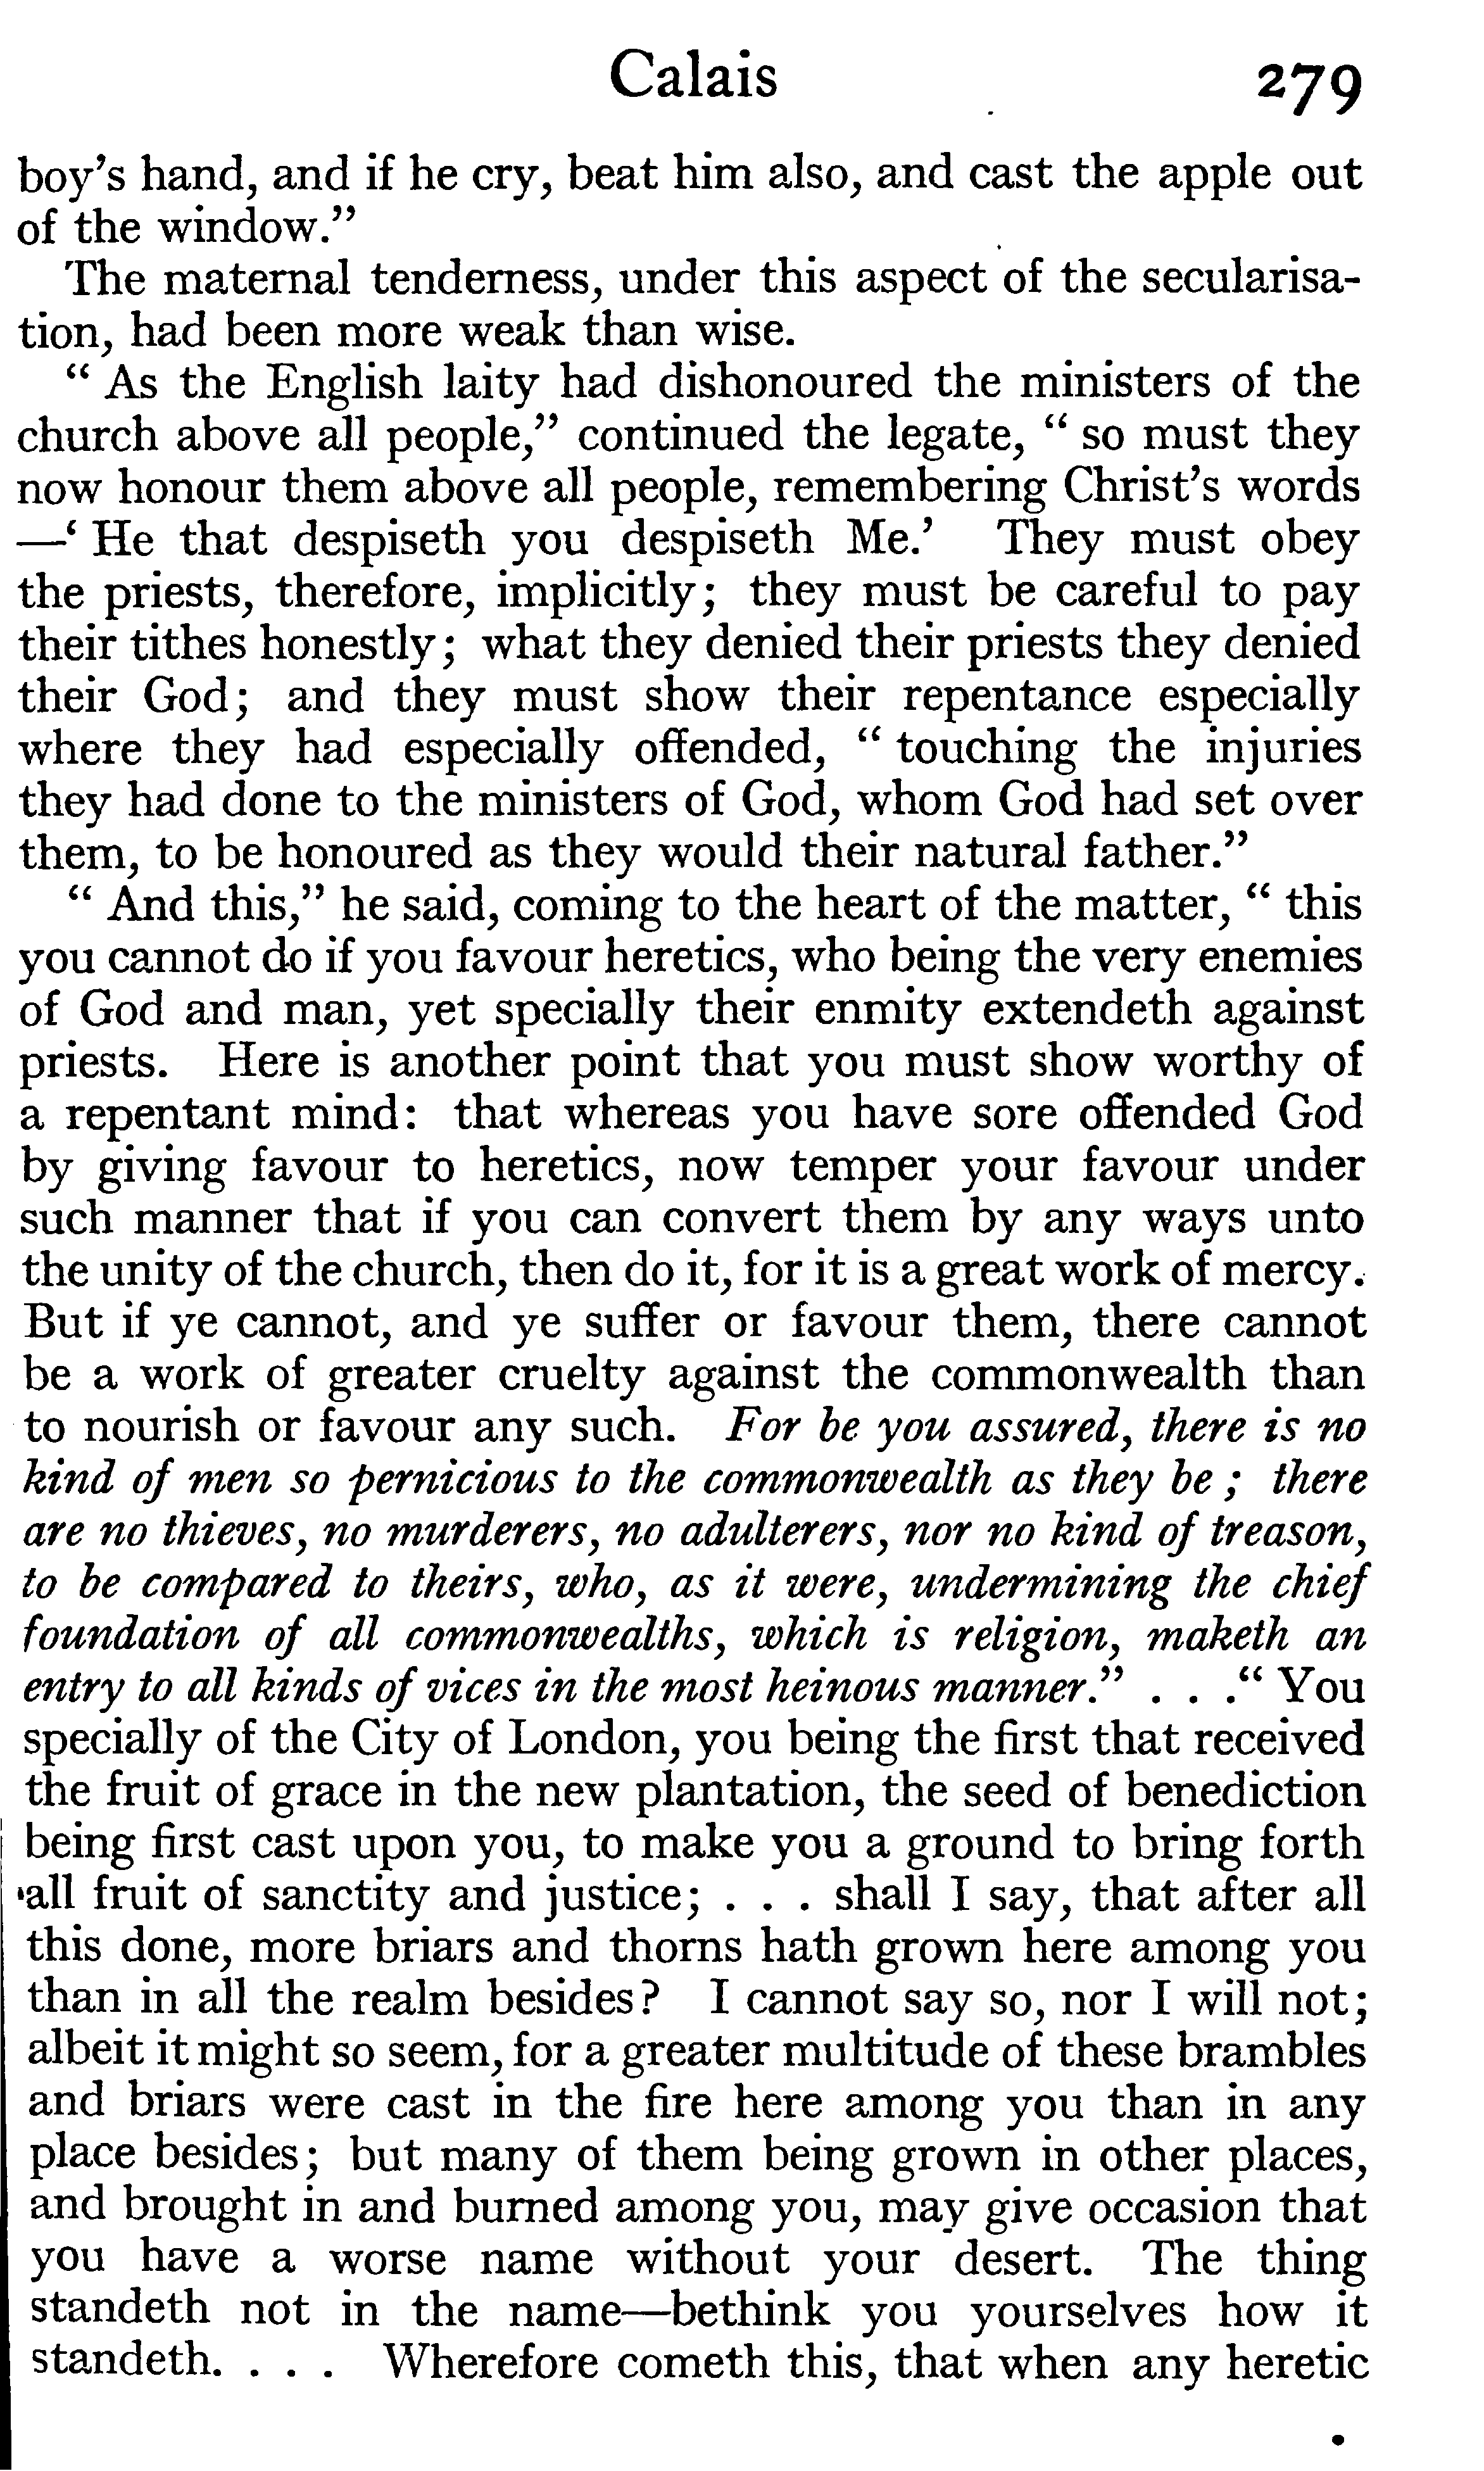 Calais 279
boy's hand, and if he cry, beat him also, and cast the apple out
of the window."
The maternal tenderness, under this aspect of the secularisa-
tion, had been more weak than wise.
" As the English laity had dishonoured the ministers of the
church above all people," continued the legate, " so must they
now honour them above all people, remembering Christ's words
—' He that despiseth you despiseth Me.' They must obey
the priests, therefore, implicitly; they must be careful to pay
their tithes honestly; what they denied their priests they denied
their God; and they must show their repentance especially
where they had especially offended, " touching the injuries
they had done to the ministers of God, whom God had set over
them, to be honoured as they would their natural father."
" And this," he said, coming to the heart of the matter, " this
you cannot do if you favour heretics, who being the very enemies
of God and man, yet specially their enmity extendeth against
priests. Here is another point that you must show worthy of
a repentant mind: that whereas you have sore offended God
by giving favour to heretics, now temper your favour under
such manner that if you can convert them by any ways unto
the unity of the church, then do it, for it is a great work of mercy.
But if ye cannot, and ye suffer or favour them, there cannot
be a work of greater cruelty against the commonwealth than
to nourish or favour any such. For be you assured, there is no
kind of men so pernicious to the commonwealth as they be ; there
are no thieves, no murderers, no adulterers, nor no kind of treason,
to be compared to theirs, who, as it were, undermining the chief
foundation of all commonwealths, which is religion, maketh an
entry to all kinds of vices in the most heinous manner." . . ." You
specially of the City of London, you being the first that received
the fruit of grace in the new plantation, the seed of benediction
being first cast upon you, to make you a ground to bring forth
all fruit of sanctity and justice; . . . shall I say, that after all
this done, more briars and thorns hath grown here among you
than in all the realm besides? I cannot say so, nor I will not;
albeit it might so seem, for a greater multitude of these brambles
and briars were cast in the fire here among you than in any
place besides; but many of them being grown in other places,
and brought in and burned among you, may give occasion that
you have a worse name without your desert. The thing
standeth not in the name—bethink you yourselves how it
standeth. . . . Wherefore cometh this, that when any heretic